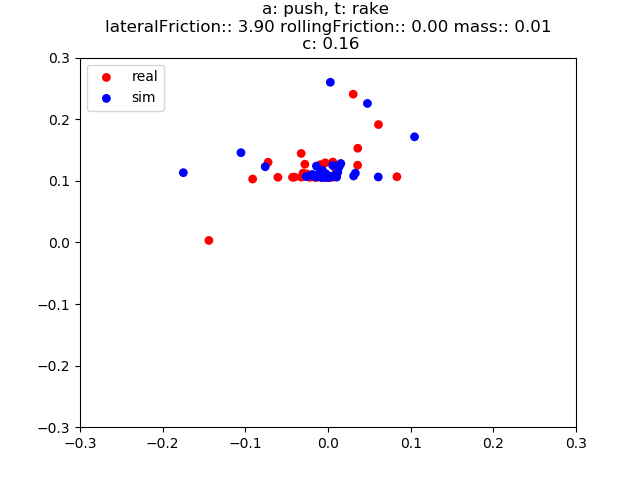 a: push, t: rake
lateralFriction:: 3.90 rollingFriction:: 0.00 mass:: 0.01
c: 0.16
real
sim
0.3
0.2
0.1
0.0
−0.1
−0.2
−0.3
−0.3 −0.2 −0.1 0.0 0.1 0.2 0.3